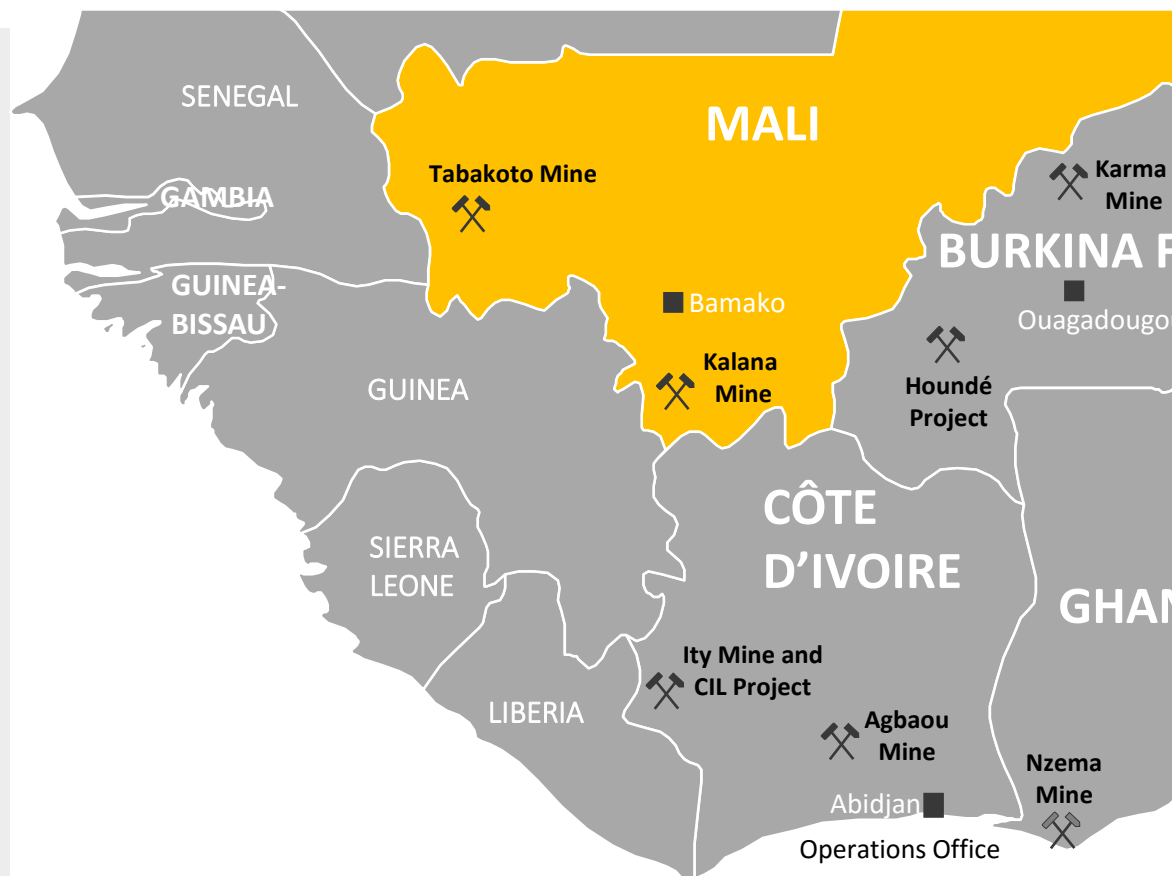 SENEGAL
MALI
Tabakoto Mine
Karma
Mine
GAMBIA
BURKINA F
GUINEA-
BISSAU
Bamako
Ouagadougo
Kalana
Mine
GUINEA
Houndé
Project
CÔTE
D’IVOIRE
SIERRA
LEONE
GHAN
Ity Mine and
CIL Project
LIBERIA
Agbaou
Mine
Nzema
Mine
Abidjan
Operations Office